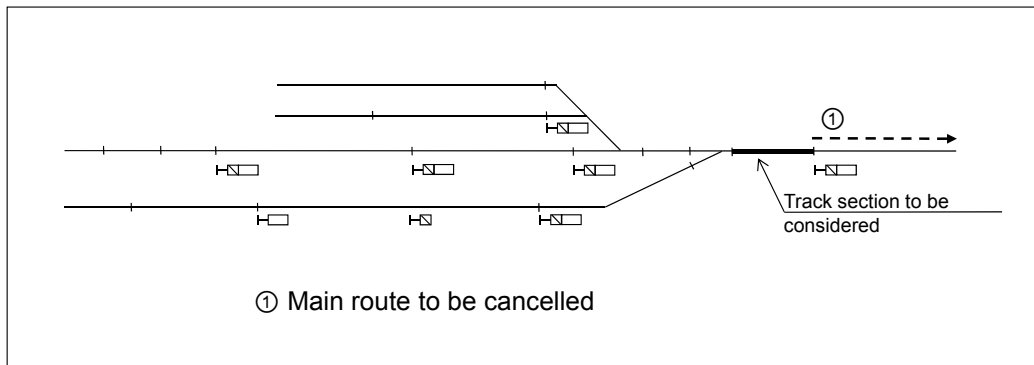 ①
Track section to be
considered
① Main route to be cancelled